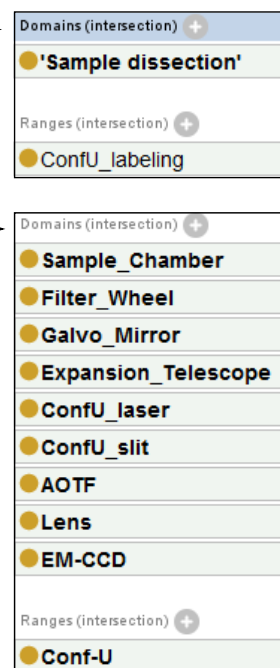 Domains (intersection)
'Sample dissection'
Ranges (intersection)
ConfU_labeling
Domains (intersection)
Sample_Chamber
Filter_Wheel
Galvo_Mirror
Expansion_Telescope
ConfU_laser
ConfU_slit
AOTF
Lens
EM-CCD
Ranges (intersection)
Conf-U